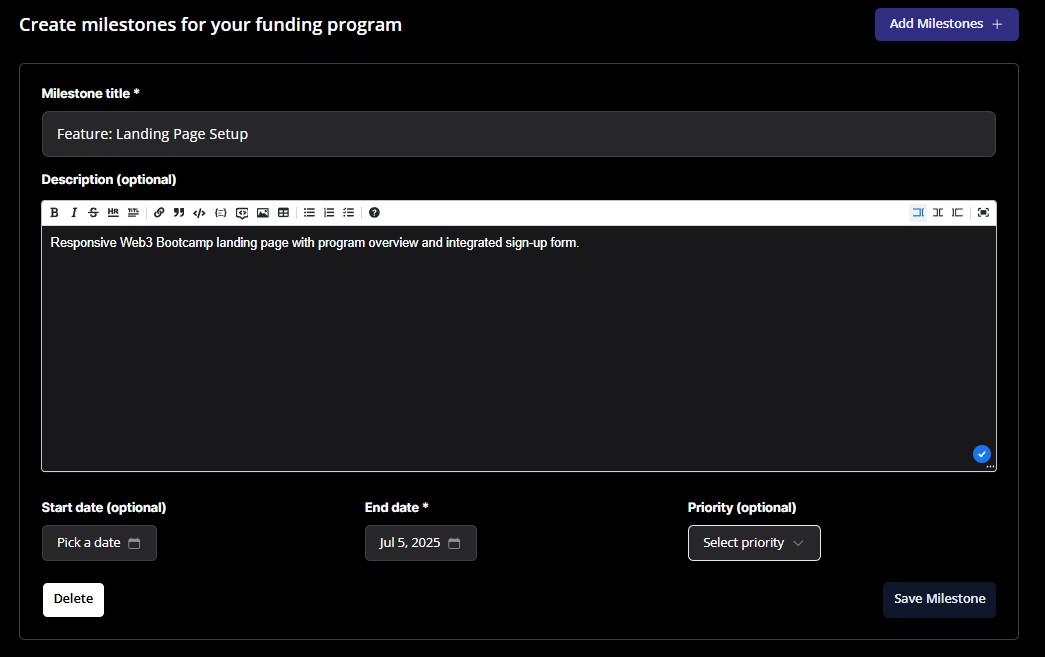 Create milestones for your funding program
Add Milestones +
Milestone title *
Feature: Landing Page Setup
Description (optional)
B I S HR TITL
Responsive Web3 Bootcamp landing page with program overview and integrated sign-up form.
Start date (optional)
End date *
Priority (optional)
Pick a date
Jul 5, 2025
Select priority
Delete
Save Milestone